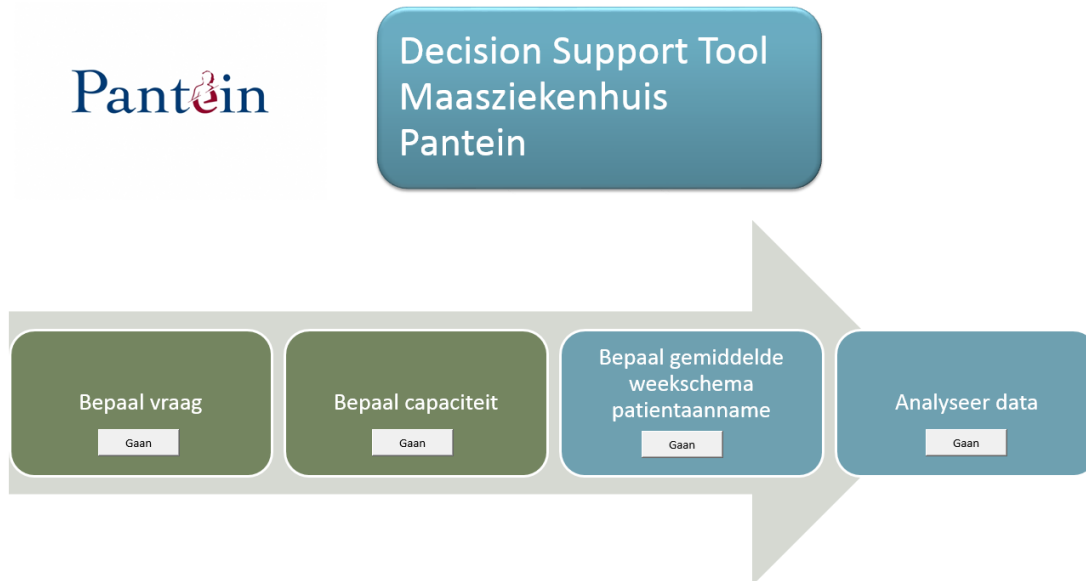 Pantein
Decision Support Tool
Maasziekenhuis
Pantein
Bepaal vraag
Gaan
Bepaal capaciteit
Gaan
Bepaal gemiddelde
weekschema
patientaanname
Gaan
Analyseer data
Gaan